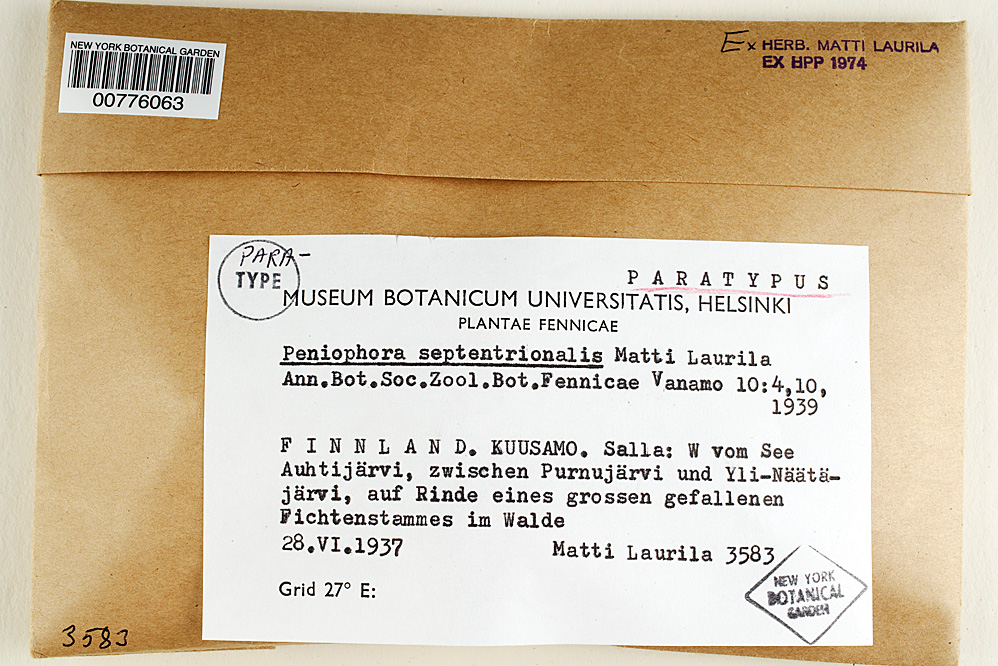 NEW YORK BOTANICAL GARDEN
00776063
Ex HERB. MATTI LAURILA
EX HPP 1974
PARA-
TYPE
P A R A T Y P U S
MUSEUM BOTANICUM UNIVERSITATIS, HELSINKI
PLANTAE FENNICAE
Peniophora septentrionalis Matti Laurila
Ann.Bot.Soc.Zool.Bot.Fennicae Vanamo 10:4,10,
1939
F I N N L A N D. KUUSAMO. Salla: W vom See
Auhtijärvi, zwischen Purnujärvi und Yli-Näätä-
järvi, auf Rinde eines grossen gefallenen
Fichtenstammes im Walde
28.VI.1937 Matti Laurila 3583
Grid 27° E:
NEW YORK
BOTANICAL
GARDEN
3583